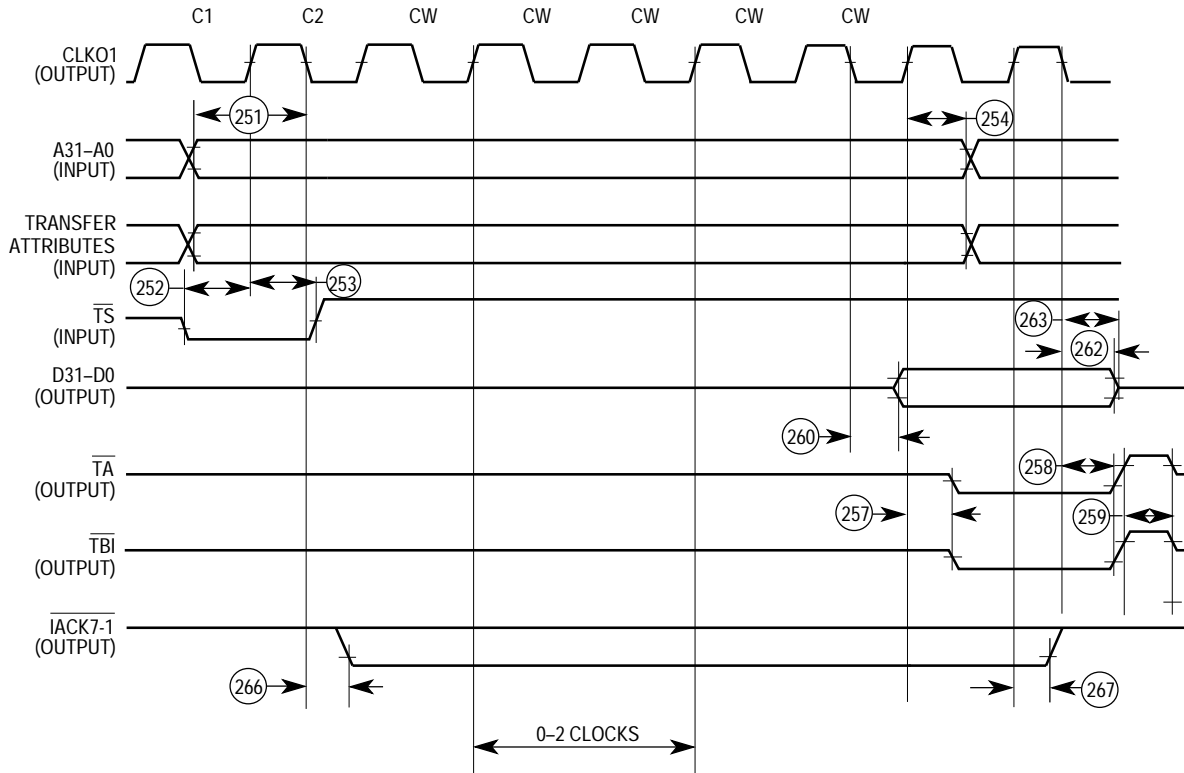 C1 C2 CW CW CW CW CW
CLKO1
(OUTPUT)
251
254
A31–A0
(INPUT)
TRANSFER
ATTRIBUTES
(INPUT)
252
253
TS
(INPUT)
263
262
D31–D0
(OUTPUT)
260
TA
(OUTPUT)
258
257
259
TBI
(OUTPUT)
IACK7-1
(OUTPUT)
266
267
0–2 CLOCKS